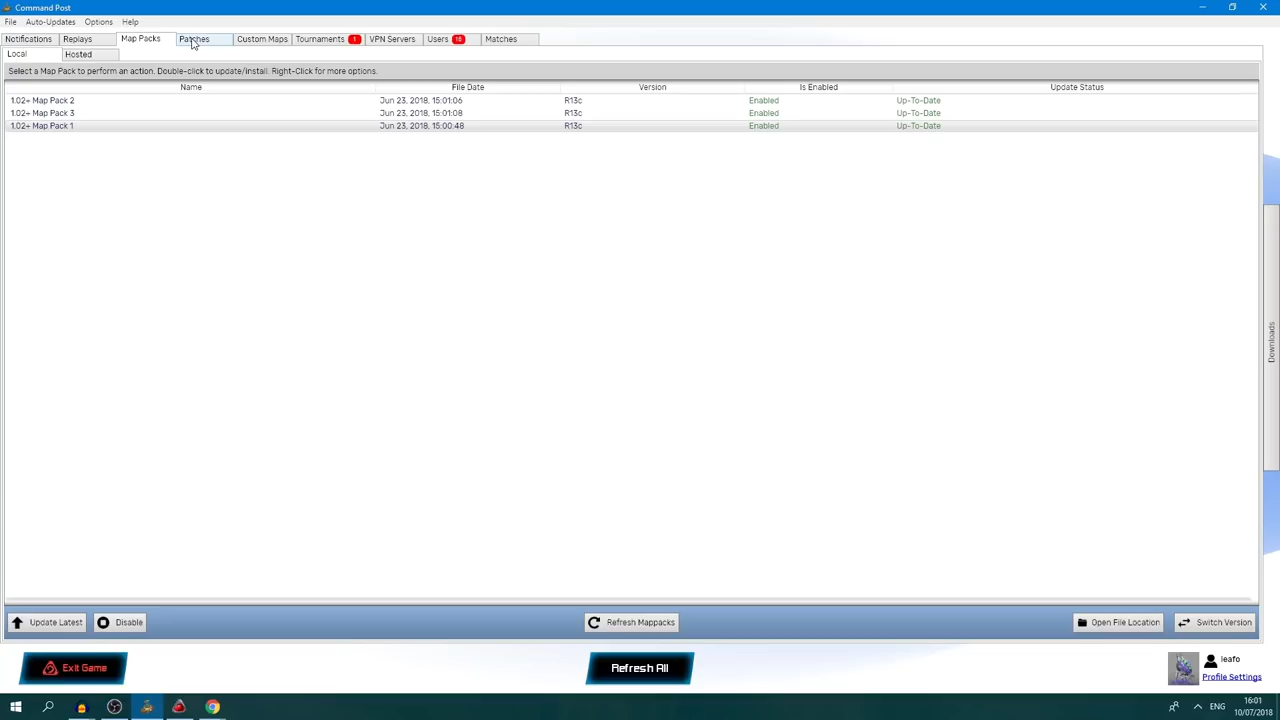 Command Post
File Auto-Updates Options Help
Notifications Replays Map Packs Patches Custom Maps Tournaments 1 VPN Servers Users 16 Matches
Local Hosted
Select a Map Pack to perform an action. Double-click to update/install. Right-Click for more options.
Name File Date Version Is Enabled Update Status
1.02+ Map Pack 2 Jun 23, 2018, 15:01:06 R13c Enabled Up-To-Date
1.02+ Map Pack 3 Jun 23, 2018, 15:01:08 R13c Enabled Up-To-Date
1.02+ Map Pack 1 Jun 23, 2018, 15:00:48 R13c Enabled Up-To-Date
Downloads
Update Latest Disable Refresh Mappacks Open File Location Switch Version
Exit Game Refresh All leafo
Profile Settings
ENG 16:01
10/07/2018